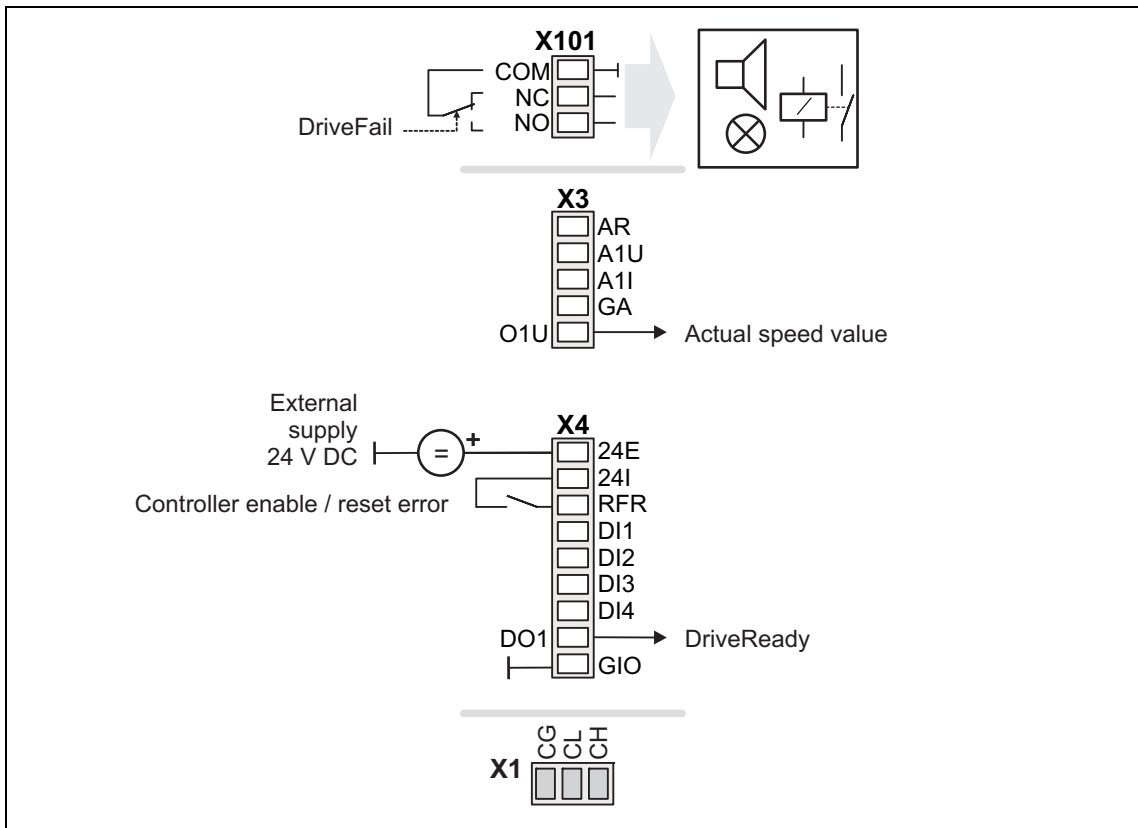 X101
COM
NC
NO
DriveFail
X3
AR
A1U
A1I
GA
O1U
Actual speed value
External
supply
24 V DC
=
+
X4
24E
24I
Controller enable / reset error
RFR
DI1
DI2
DI3
DI4
DO1
DriveReady
GIO
X1
CG
CL
CH